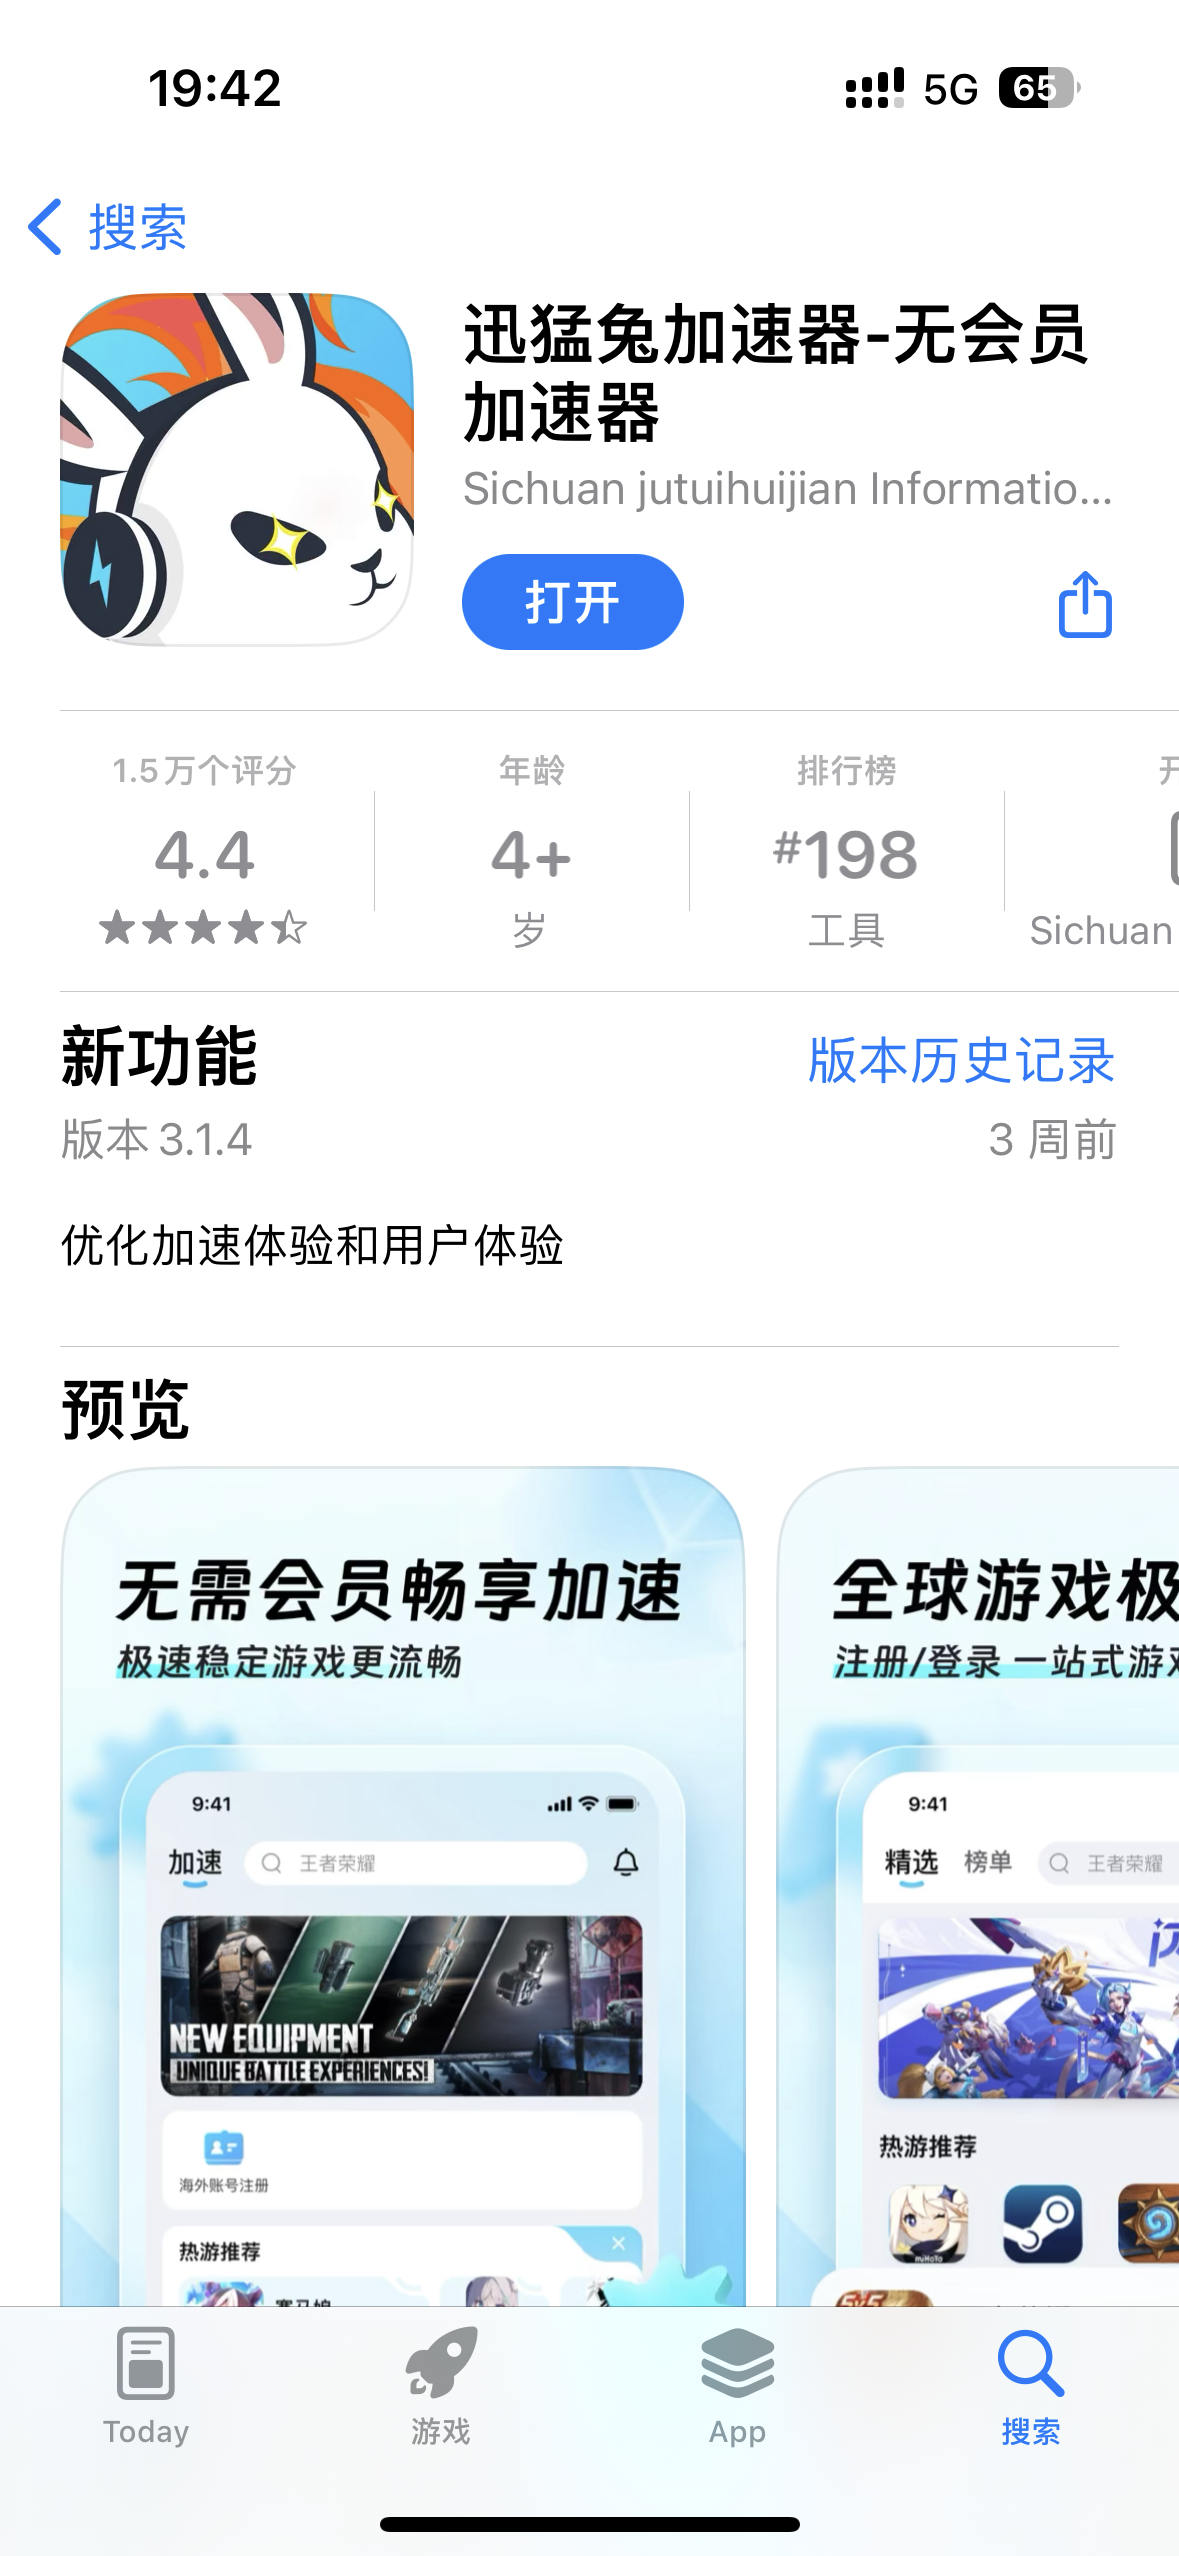 19:42
5G
65
搜索
迅猛兔加速器-无会员
加速器
Sichuan jutuihuijian Informatio...
打开
1.5万个评分
年龄
排行榜
4.4
4+
#198
岁
工具
Sichuan
新功能
版本历史记录
版本 3.1.4
3 周前
优化加速体验和用户体验
预览
无需会员畅享加速
极速稳定游戏更流畅
9:41
加速
王者荣耀
NEW EQUIPMENT
UNIQUE BATTLE EXPERIENCES!
海外账号注册
热游推荐
全球游戏极
注册/登录 一站式游戏
9:41
精选
榜单
王者荣耀
热游推荐
miHoYo
5V5
Today
游戏
App
搜索